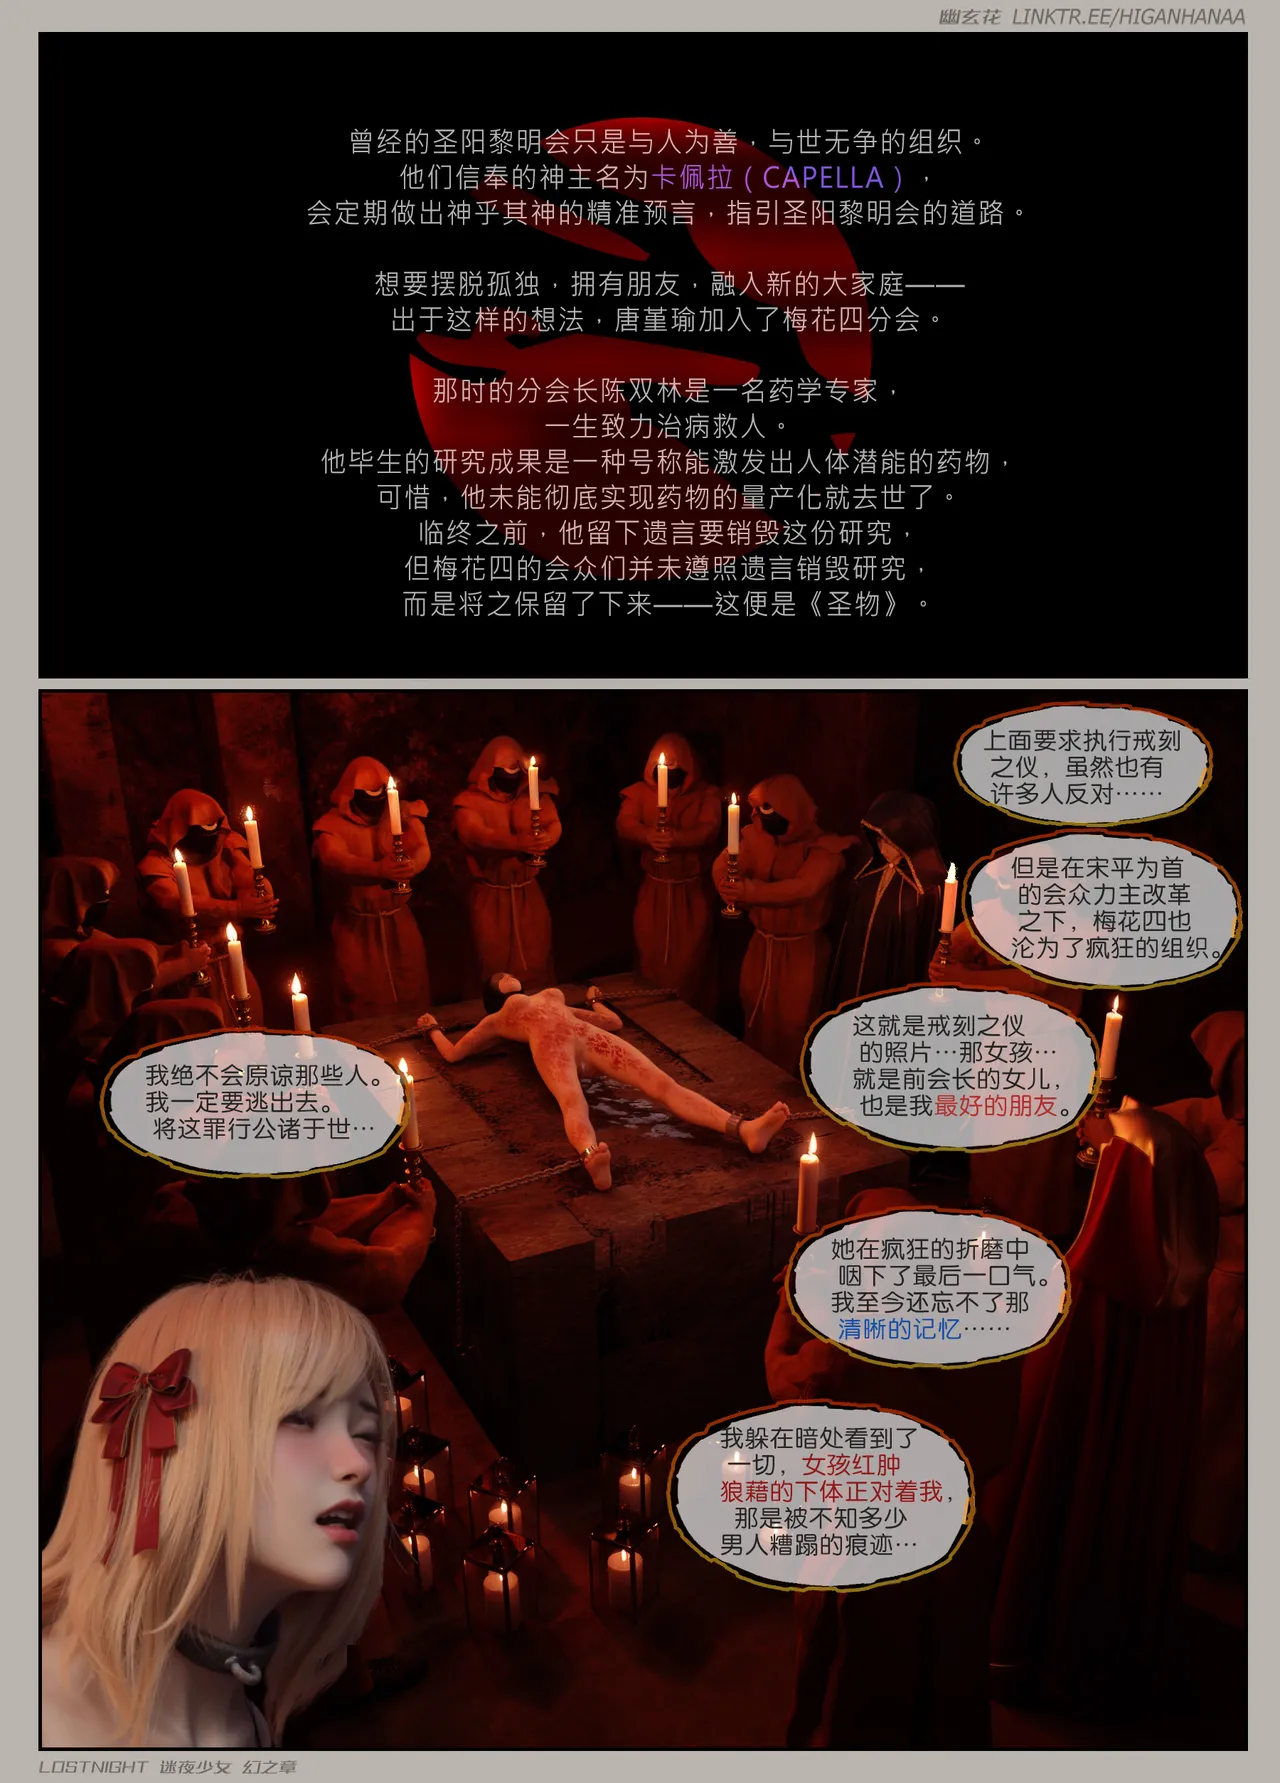 幽玄花 LINKTR.EE/HIGANHANAA
曾经的圣阳黎明会只是与人为善，与世无争的组织。
他们信奉的神主名为卡佩拉（CAPELLA），
会定期做出神乎其神的精准预言，指引圣阳黎明会的道路。
想要摆脱孤独，拥有朋友，融入新的大家庭——
出于这样的想法，唐堇瑜加入了梅花四分会。
那时的分会长陈双林是一名药学专家，
一生致力治病救人。
他毕生的研究成果是一种号称能激发出人体潜能的药物，
可惜，他未能彻底实现药物的量产化就去世了。
临终之前，他留下遗言要销毁这份研究，
但梅花四的会众们并未遵照遗言销毁研究，
而是将之保留了下来——这便是《圣物》。
上面要求执行戒刻
之仪，虽然也有
许多人反对……
但是在宋平为首
的会众力主改革
之下，梅花四也
沦为了疯狂的组织。
这就是戒刻之仪
的照片…那女孩…
就是前会长的女儿，
也是我最好的朋友。
我绝不会原谅那些人。
我一定要逃出去。
将这罪行公诸于世…
她在疯狂的折磨中
咽下了最后一口气。
我至今还忘不了那
清晰的记忆……
我躲在暗处看到了
一切，女孩红肿
狼藉的下体正对着我，
那是被不知多少
男人糟蹋的痕迹…
LOSTNIGHT 迷夜少女 幻之章